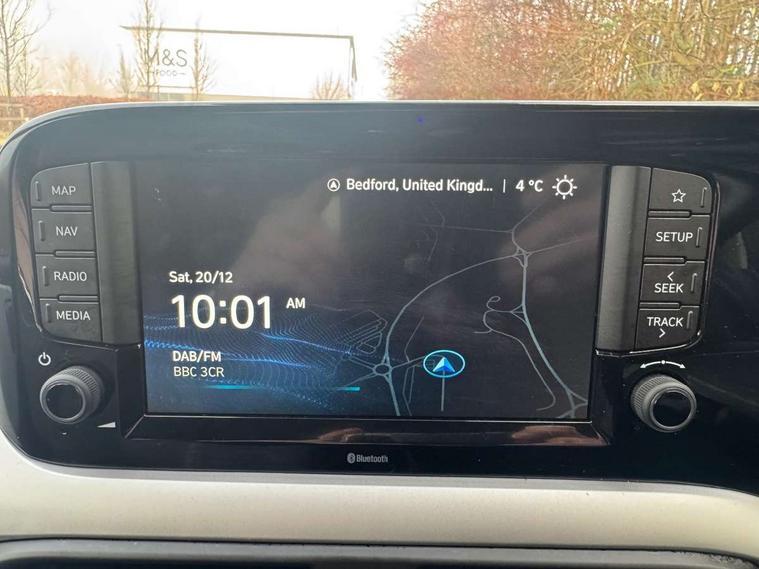 M&S
FOOD
Bedford, United Kingd... | 4 °C
MAP
NAV
RADIO
MEDIA
Sat, 20/12
10:01 AM
DAB/FM
BBC 3CR
SETUP
< SEEK
TRACK >
Bluetooth